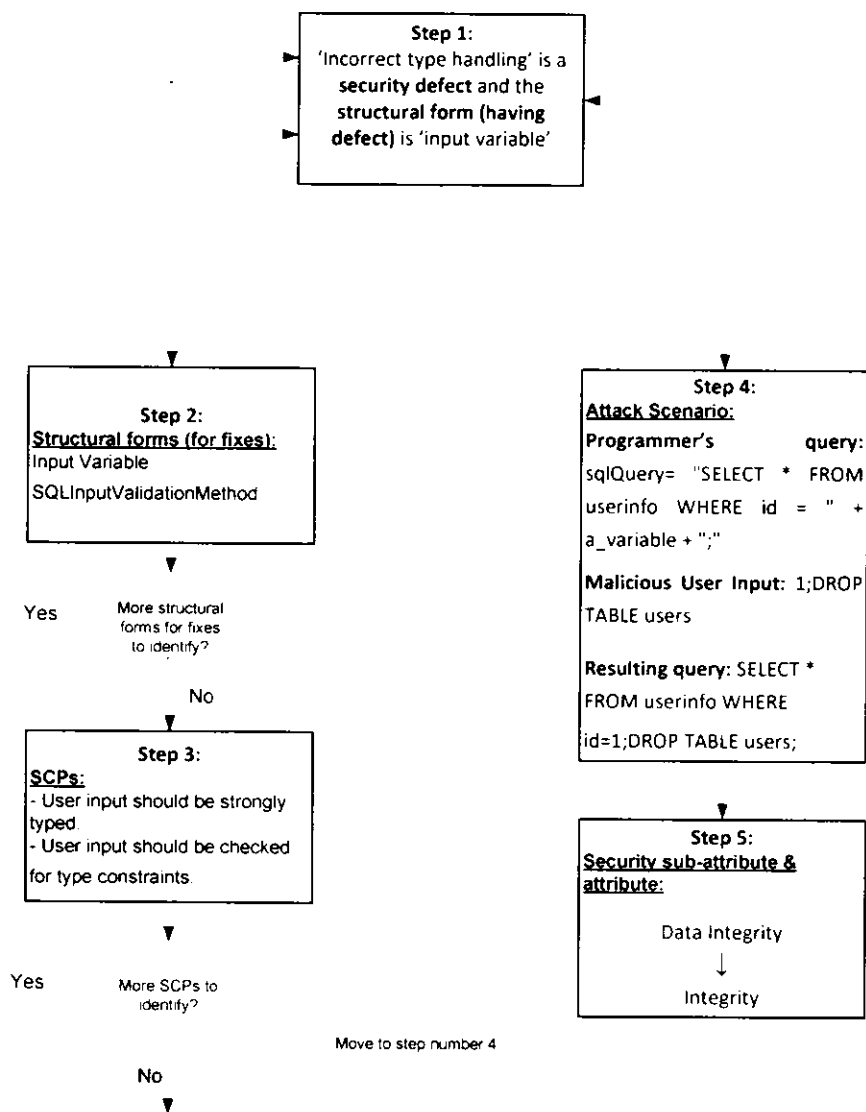 Step 1:
‘Incorrect type handling’ is a
security defect and the
structural form (having
defect) is ‘input variable’
Step 2:
Structural forms (for fixes):
Input Variable
SQLInputValidationMethod
Yes
More structural
forms for fixes
to identify?
No
Step 3:
SCPs:
- User input should be strongly
typed.
- User input should be checked
for type constraints.
Yes
More SCPs to
identify?
Move to step number 4
No
Step 4:
Attack Scenario:
Programmer's query:
sqlQuery= "SELECT * FROM
userinfo WHERE id = " +
a_variable + ";"
Malicious User Input: 1;DROP
TABLE users
Resulting query: SELECT *
FROM userinfo WHERE
id=1;DROP TABLE users;
Step 5:
Security sub-attribute &
attribute:
Data Integrity
↓
Integrity